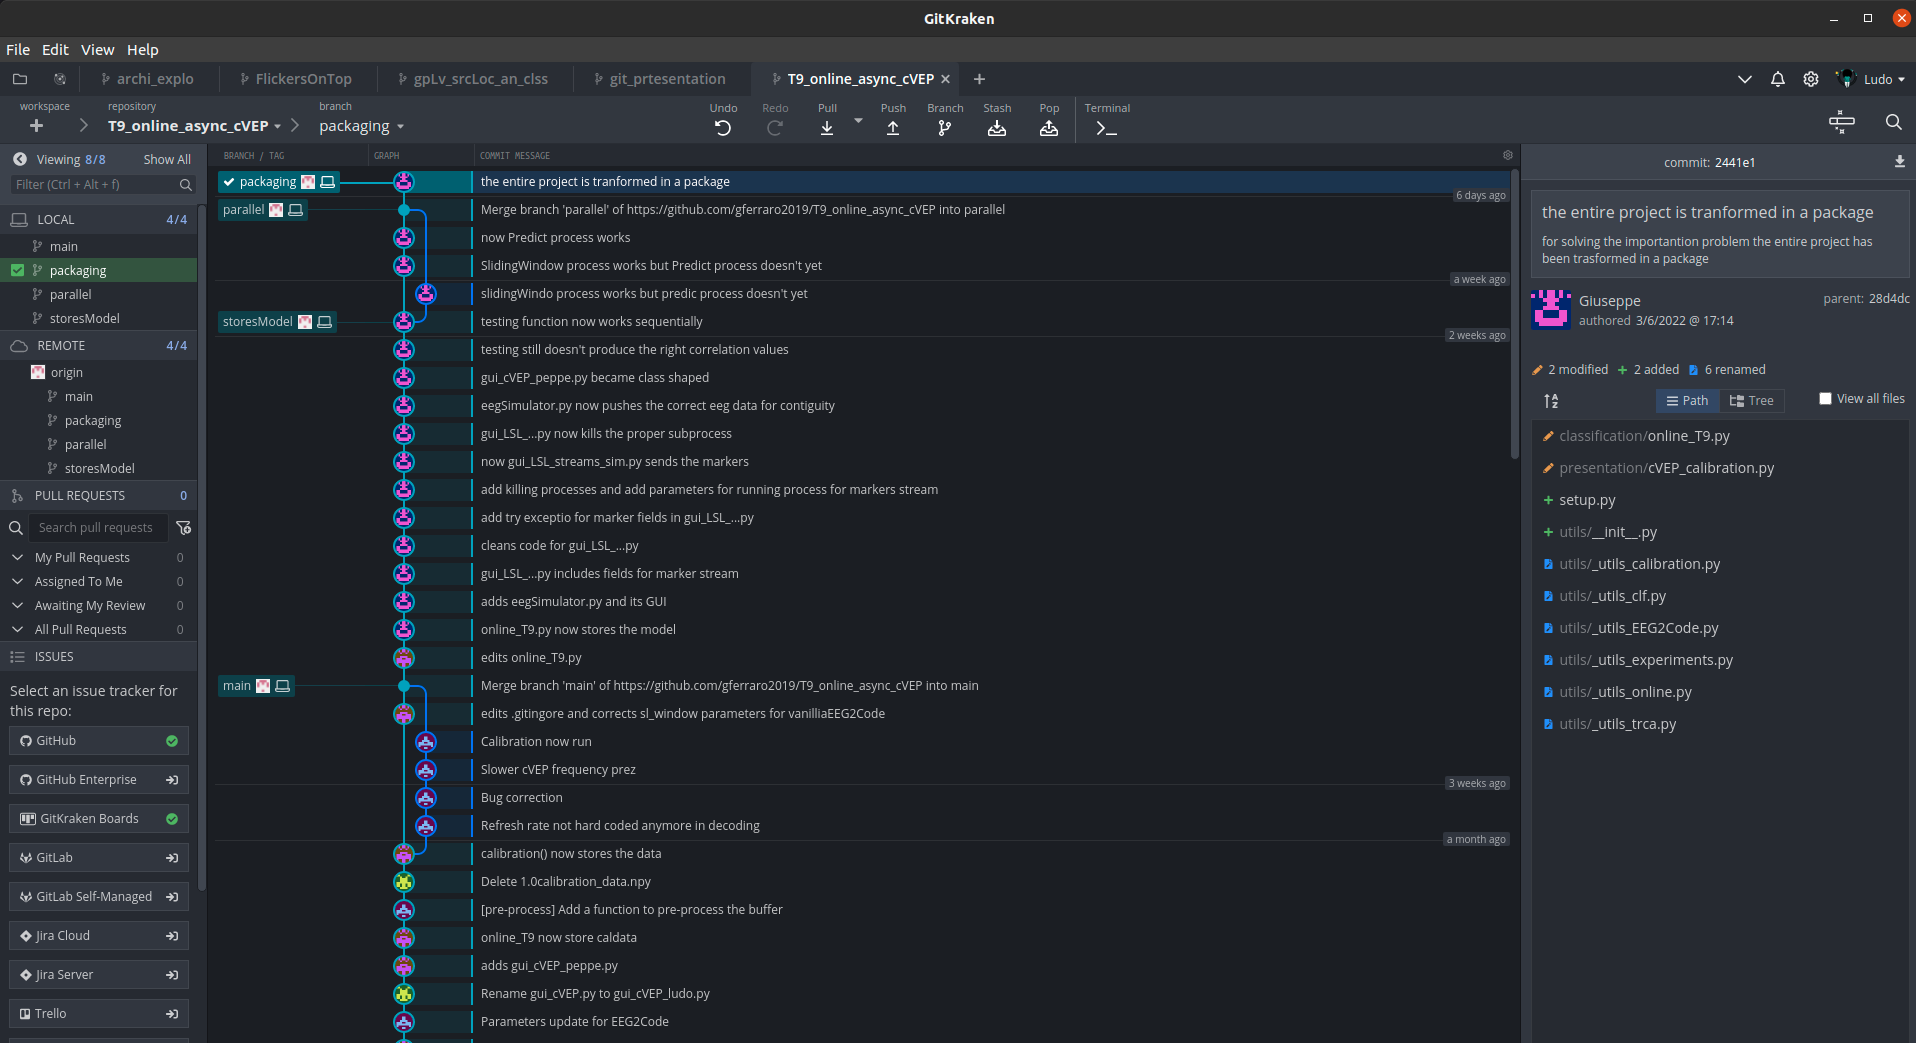 GitKraken
File Edit View Help
archi_explo FlickersOnTop gpLv_srcLoc_an_clss git_prtesentation T9_online_async_cVEP Ludo
workspace repository branch
T9_online_async_cVEP packaging
Undo Redo Pull Push Branch Stash Pop Terminal
Viewing 8/8 Show All
Filter (Ctrl + Alt + f)
LOCAL 4/4
main
packaging
parallel
storesModel
REMOTE 4/4
origin
main
packaging
parallel
storesModel
PULL REQUESTS 0
Search pull requests
My Pull Requests 0
Assigned To Me 0
Awaiting My Review 0
All Pull Requests 0
ISSUES
Select an issue tracker for
this repo:
GitHub
GitHub Enterprise
GitKraken Boards
GitLab
GitLab Self-Managed
Jira Cloud
Jira Server
Trello
BRANCH / TAG GRAPH COMMIT MESSAGE
packaging the entire project is tranformed in a package
6 days ago
parallel Merge branch 'parallel' of https://github.com/gferraro2019/T9_online_async_cVEP into parallel
now Predict process works
SlidingWindow process works but Predict process doesn't yet
a week ago
slidingWindo process works but predic process doesn't yet
storesModel testing function now works sequentially
2 weeks ago
testing still doesn't produce the right correlation values
gui_cVEP_peppe.py became class shaped
eegSimulator.py now pushes the correct eeg data for contiguity
gui_LSL_...py now kills the proper subprocess
now gui_LSL_streams_sim.py sends the markers
add killing processes and add parameters for running process for markers stream
add try exceptio for marker fields in gui_LSL_...py
cleans code for gui_LSL_...py
gui_LSL_...py includes fields for marker stream
adds eegSimulator.py and its GUI
online_T9.py now stores the model
edits online_T9.py
main Merge branch 'main' of https://github.com/gferraro2019/T9_online_async_cVEP into main
edits .gitingore and corrects sl_window parameters for vanilliaEEG2Code
Calibration now run
Slower cVEP frequency prez
3 weeks ago
Bug correction
Refresh rate not hard coded anymore in decoding
a month ago
calibration() now stores the data
Delete 1.0calibration_data.npy
[pre-process] Add a function to pre-process the buffer
online_T9 now store caldata
adds gui_cVEP_peppe.py
Rename gui_cVEP.py to gui_cVEP_ludo.py
Parameters update for EEG2Code
commit: 2441e1
the entire project is tranformed in a package
for solving the importantion problem the entire project has
been trasformed in a package
Giuseppe parent: 28d4dc
authored 3/6/2022 @ 17:14
2 modified 2 added 6 renamed
Path Tree View all files
classification/online_T9.py
presentation/cVEP_calibration.py
setup.py
utils/__init__.py
utils/_utils_calibration.py
utils/_utils_clf.py
utils/_utils_EEG2Code.py
utils/_utils_experiments.py
utils/_utils_online.py
utils/_utils_trca.py